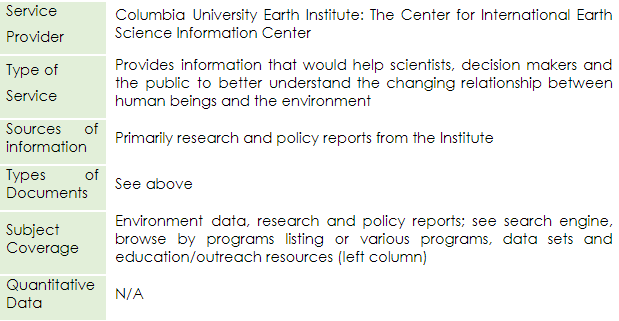 Service
Provider
Columbia University Earth Institute: The Center for International Earth
Science Information Center
Type of
Service
Provides information that would help scientists, decision makers and
the public to better understand the changing relationship between
human beings and the environment
Sources of
information
Primarily research and policy reports from the Institute
Types of
Documents
See above
Subject
Coverage
Environment data, research and policy reports; see search engine,
browse by programs listing or various programs, data sets and
education/outreach resources (left column)
Quantitative
Data
N/A